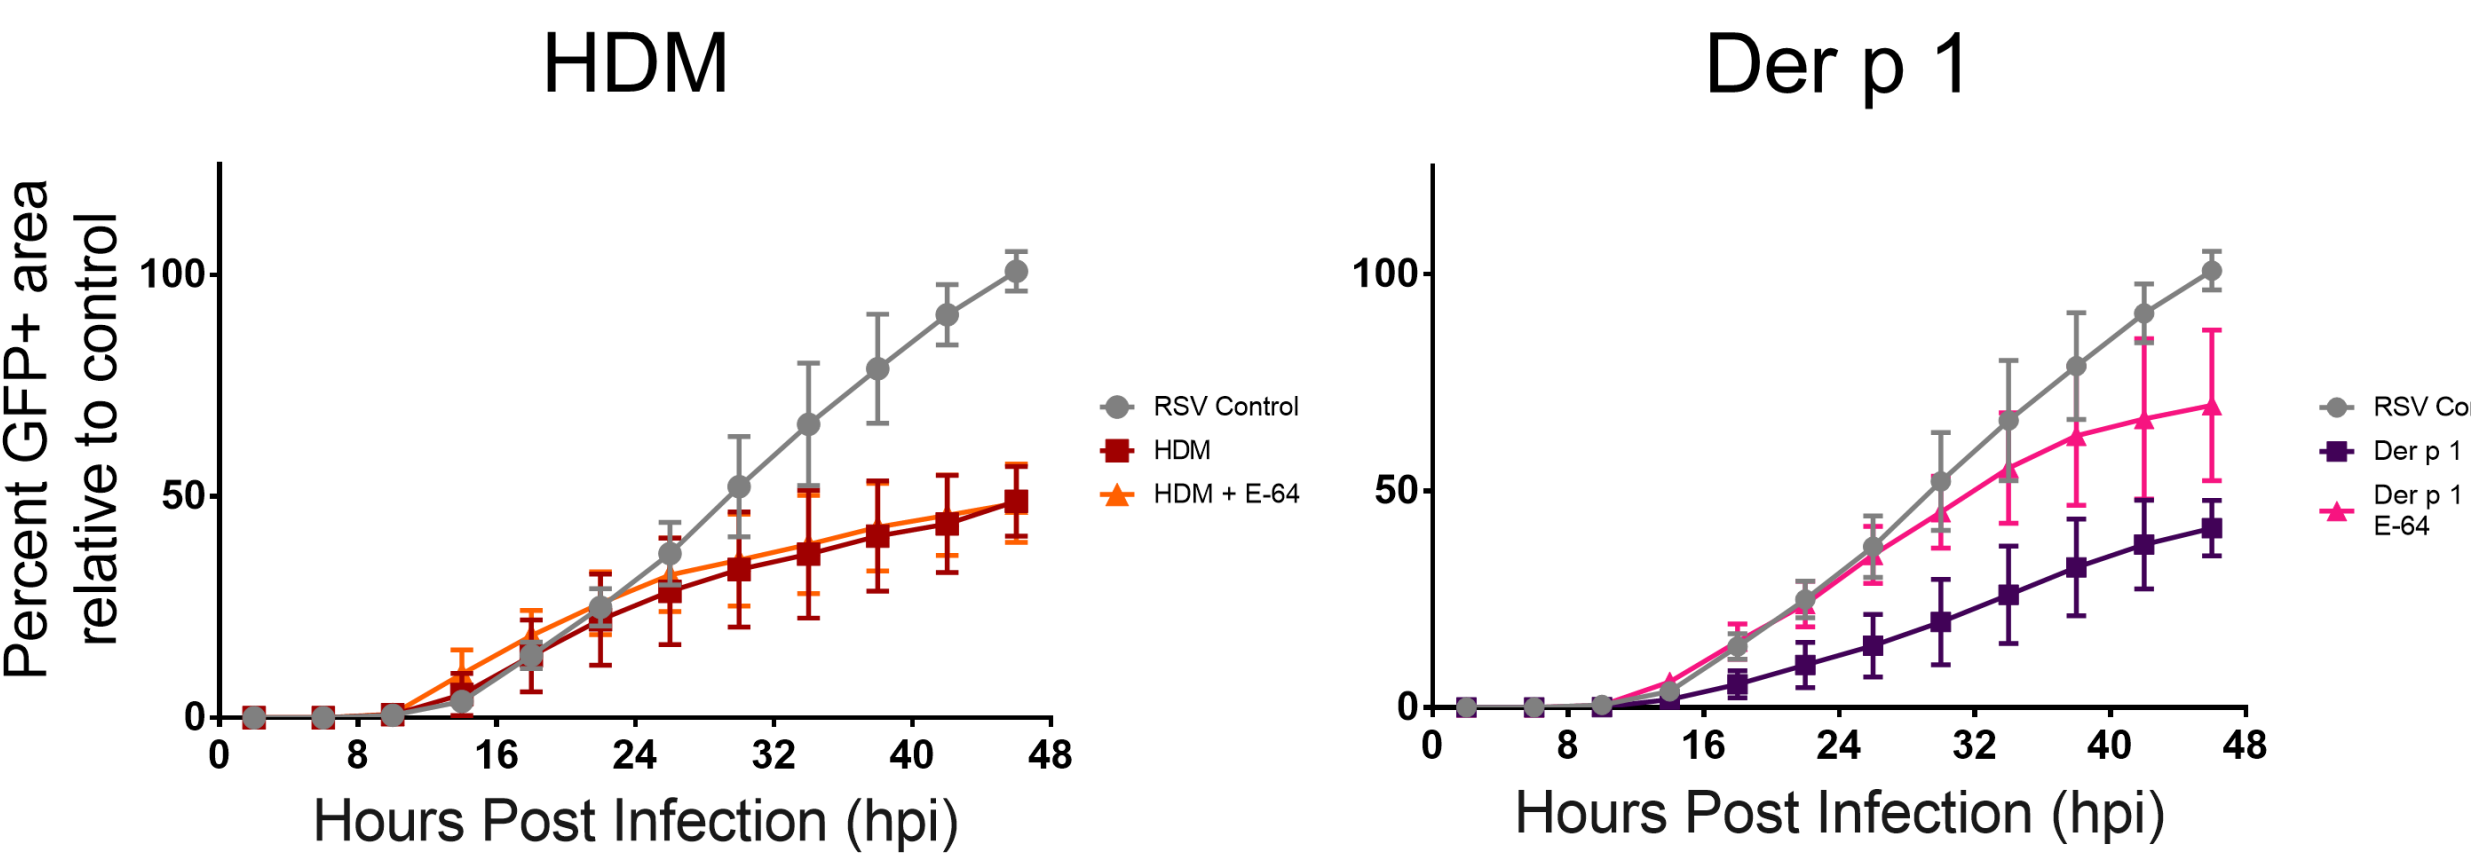 HDM
Percent GFP+ area
relative to control
100
50
0
0 8 16 24 32 40 48
Hours Post Infection (hpi)
RSV Control
HDM
HDM + E-64
Der p 1
100
50
0
0 8 16 24 32 40 48
Hours Post Infection (hpi)
RSV Co
Der p 1
Der p 1
E-64